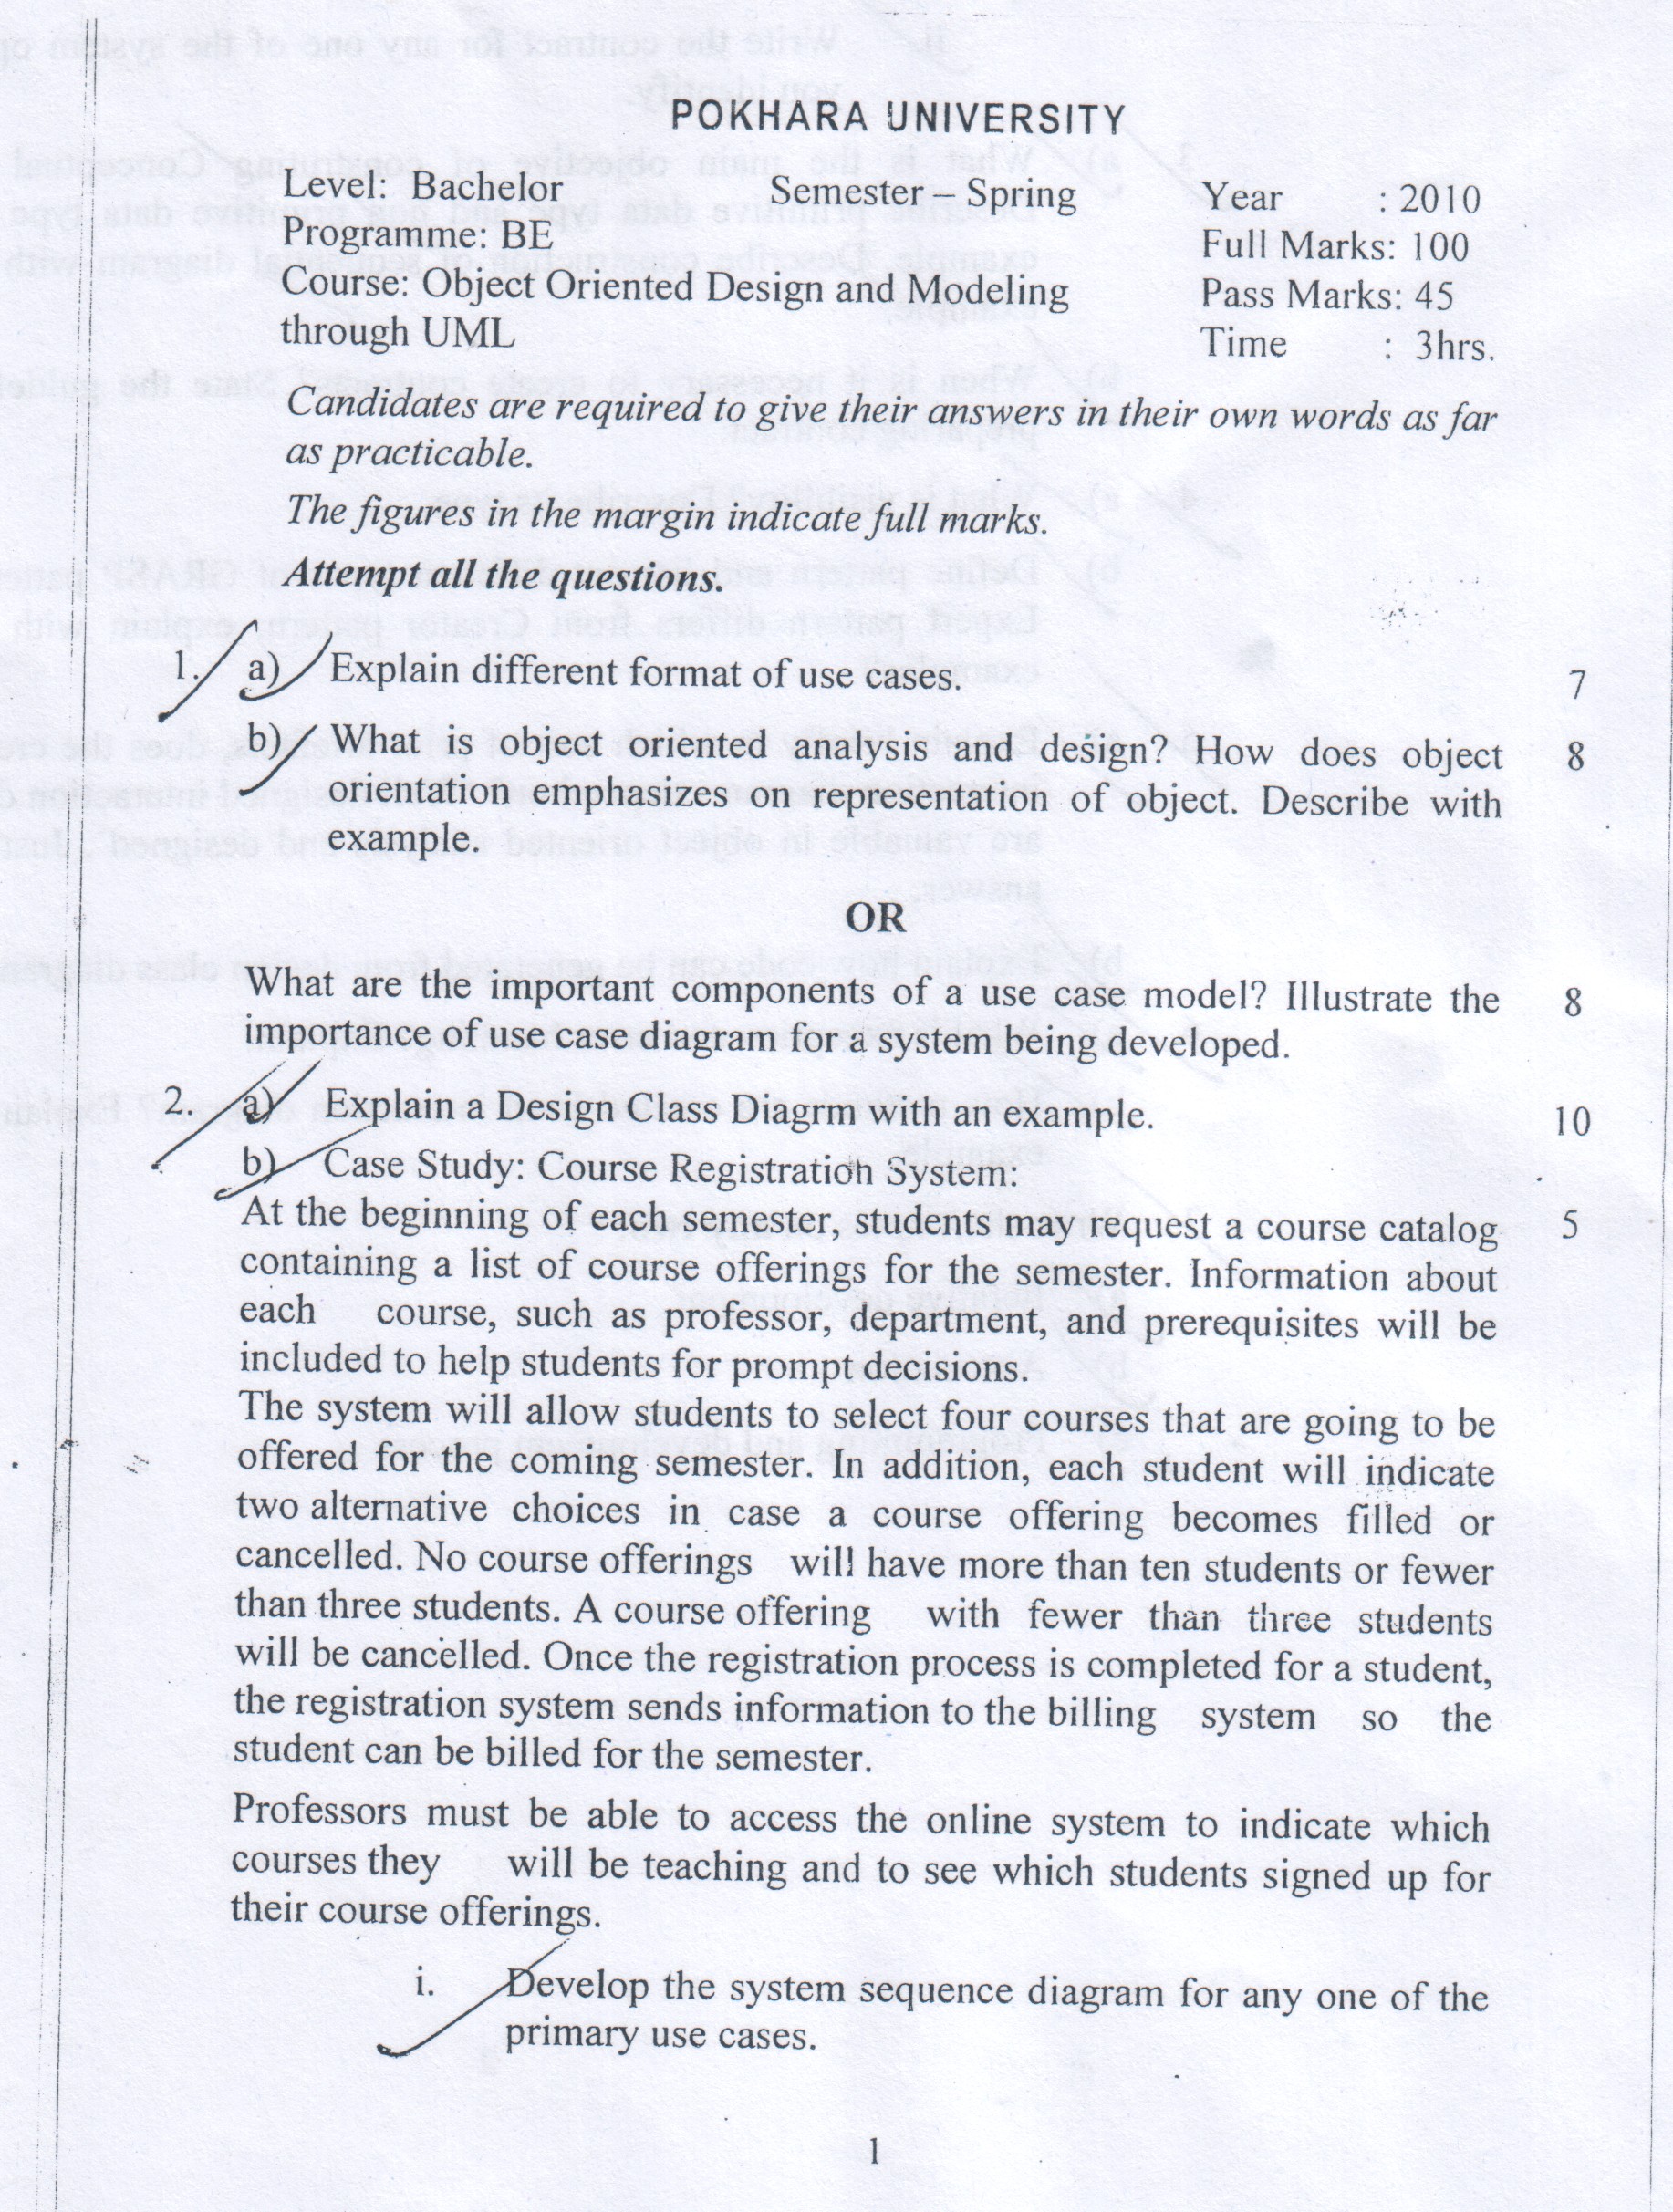 POKHARA UNIVERSITY
Level: Bachelor Semester – Spring Year : 2010
Programme: BE Full Marks: 100
Course: Object Oriented Design and Modeling Pass Marks: 45
through UML Time : 3hrs.
Candidates are required to give their answers in their own words as far
as practicable.
The figures in the margin indicate full marks.
Attempt all the questions.
1. a) Explain different format of use cases. 7
b) What is object oriented analysis and design? How does object 8
orientation emphasizes on representation of object. Describe with
example.
OR
What are the important components of a use case model? Illustrate the 8
importance of use case diagram for a system being developed.
2. a) Explain a Design Class Diagrm with an example. 10
b) Case Study: Course Registration System:
At the beginning of each semester, students may request a course catalog 5
containing a list of course offerings for the semester. Information about
each course, such as professor, department, and prerequisites will be
included to help students for prompt decisions.
The system will allow students to select four courses that are going to be
offered for the coming semester. In addition, each student will indicate
two alternative choices in case a course offering becomes filled or
cancelled. No course offerings will have more than ten students or fewer
than three students. A course offering with fewer than three students
will be cancelled. Once the registration process is completed for a student,
the registration system sends information to the billing system so the
student can be billed for the semester.
Professors must be able to access the online system to indicate which
courses they will be teaching and to see which students signed up for
their course offerings.
i. Develop the system sequence diagram for any one of the
primary use cases.
1